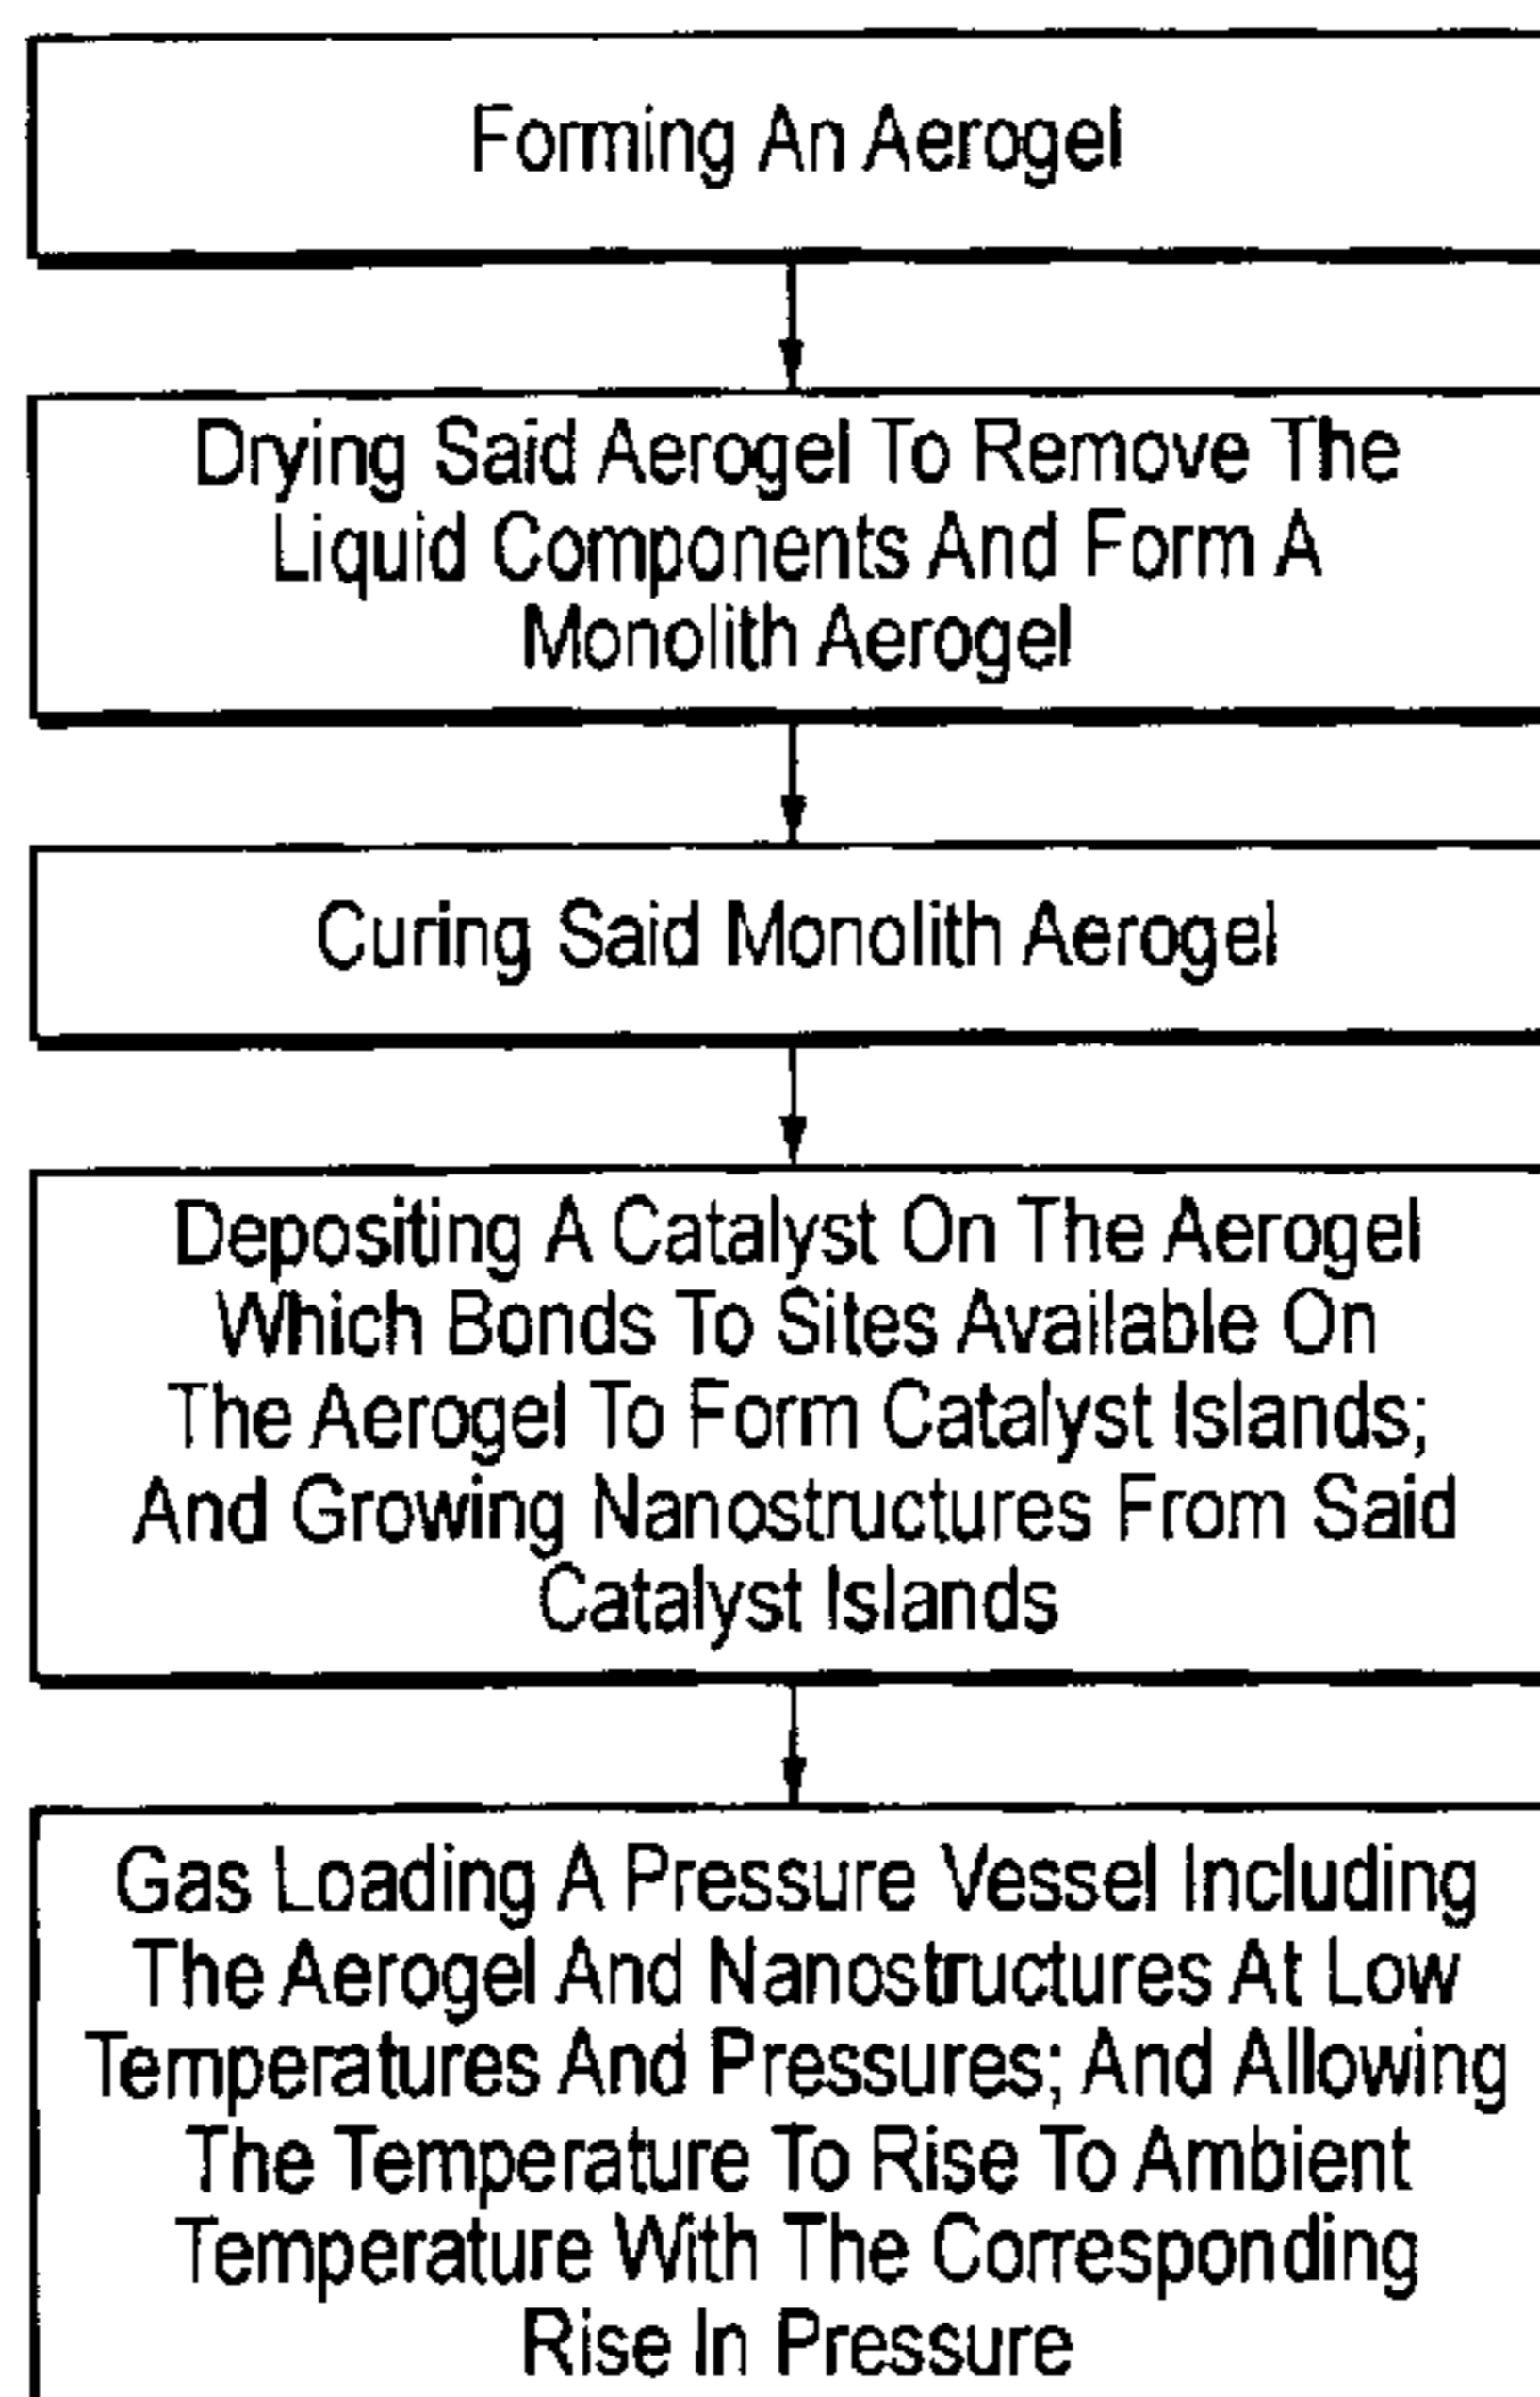 Forming An Aerogel
Drying Said Aerogel To Remove The
Liquid Components And Form A
Monolith Aerogel
Curing Said Monolith Aerogel
Depositing A Catalyst On The Aerogel
Which Bonds To Sites Available On
The Aerogel To Form Catalyst Islands;
And Growing Nanostructures From Said
Catalyst Islands
Gas Loading A Pressure Vessel Including
The Aerogel And Nanostructures At Low
Temperatures And Pressures; And Allowing
The Temperature To Rise To Ambient
Temperature With The Corresponding
Rise In Pressure